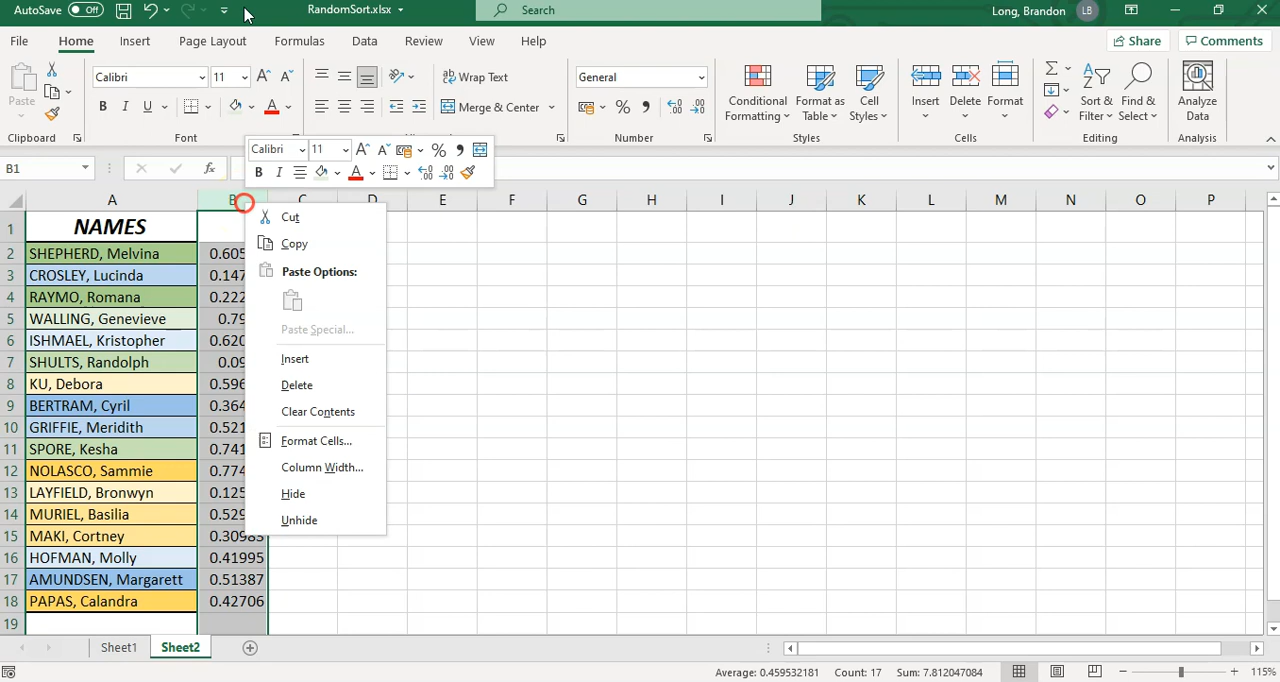 AutoSave Off RandomSort.xlsx Search Long, Brandon LB
File Home Insert Page Layout Formulas Data Review View Help Share Comments
Paste Clipboard
Calibri 11 B I U Font
Wrap Text
Merge & Center
General % Number
Conditional Formatting
Format as Table
Cell Styles
Styles
Insert Delete Format Cells
Sort & Filter
Find & Select
Editing
Analyze Data
Analysis
Calibri 11 %
B I A
B1 fx
A B C D E F G H I J K L M N O P
1 NAMES
2 SHEPHERD, Melvina 0.605
3 CROSLEY, Lucinda 0.147
4 RAYMO, Romana 0.222
5 WALLING, Genevieve 0.79
6 ISHMAEL, Kristopher 0.620
7 SHULTS, Randolph 0.09
8 KU, Debora 0.596
9 BERTRAM, Cyril 0.364
10 GRIFFIE, Meridith 0.521
11 SPORE, Kesha 0.741
12 NOLASCO, Sammie 0.774
13 LAYFIELD, Bronwyn 0.125
14 MURIEL, Basilia 0.529
15 MAKI, Cortney 0.30983
16 HOFMAN, Molly 0.41995
17 AMUNDSEN, Margarett 0.51387
18 PAPAS, Calandra 0.42706
19
Cut
Copy
Paste Options:
Paste Special...
Insert
Delete
Clear Contents
Format Cells...
Column Width...
Hide
Unhide
Sheet1 Sheet2
Average: 0.459532181 Count: 17 Sum: 7.812047084 115%